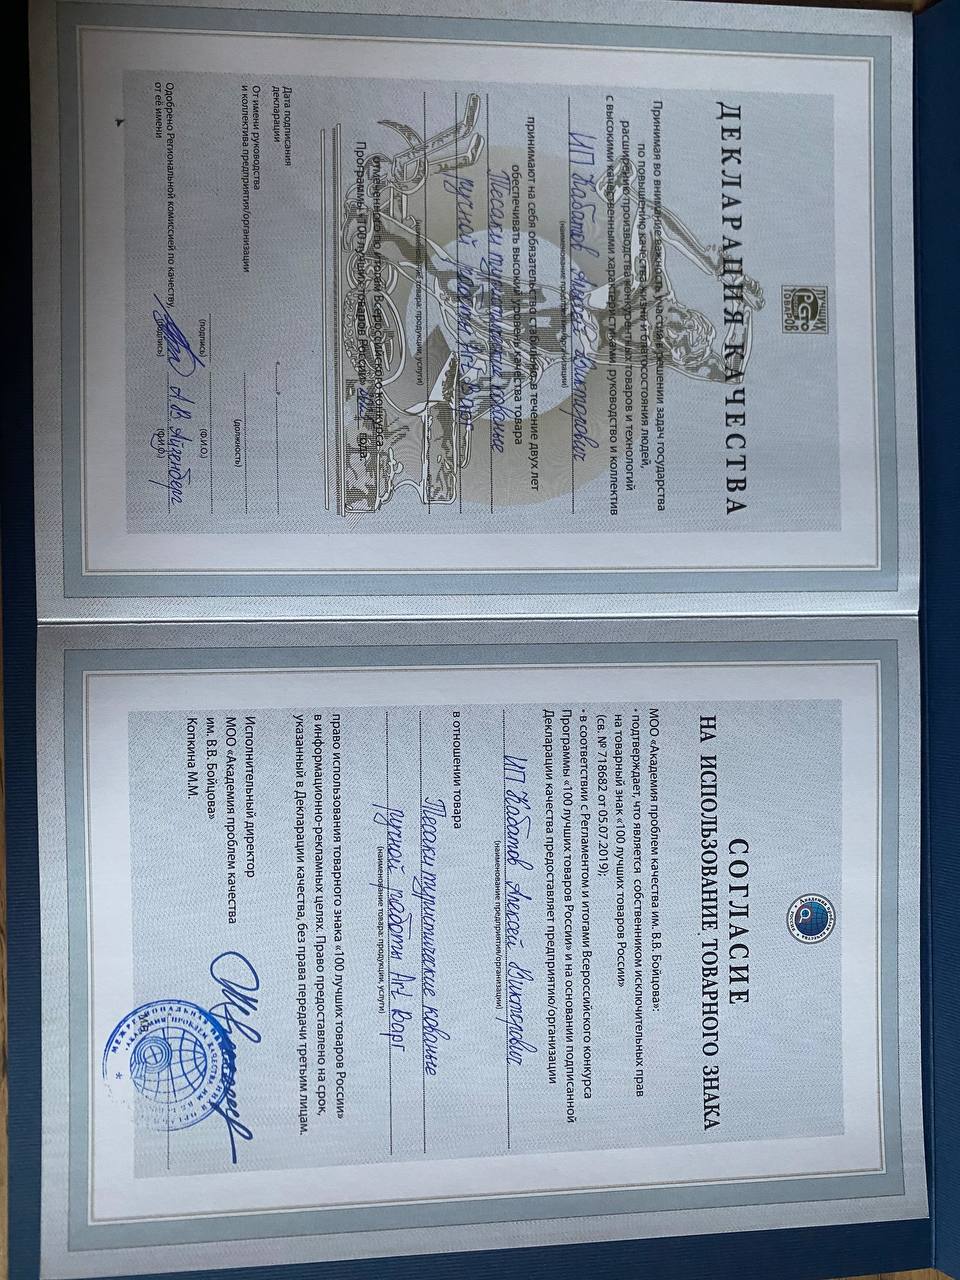 ЛУЧШИХ
ТОВАРОВ
ДЕКЛАРАЦИЯ КАЧЕСТВА
Принимая во внимание важность участия в решении задач государства
по повышению качества жизни и благосостояния людей,
расширению производства конкурентных товаров и технологий
с высокими качественными характеристиками, руководство и коллектив
ИП Кабатов Алексей Викторович
(наименование предприятия/организации)
принимают на себя обязательство стабильно в течение двух лет
обеспечивать высокий уровень качества товара
Тесаки туристические кованые
ручной работы Art Варг
(наименование товара: продукции, услуги)
отмеченного по итогам Всероссийского конкурса
Программы «100 лучших товаров России» года.
Дата подписания
декларации
« »
От имени руководства
и коллектива предприятия/организации
(должность)
(подпись) (Ф.И.О.)
Одобрено Региональной комиссией по качеству,
от её имени
А.В. Айзенберг
(подпись) (Ф.И.О.)
СОГЛАСИЕ
НА ИСПОЛЬЗОВАНИЕ ТОВАРНОГО ЗНАКА
МОО «Академия проблем качества им. В.В. Бойцова»:
• подтверждает, что является собственником исключительных прав
на товарный знак «100 лучших товаров России»
(св. № 718682 от 05.07.2019);
• в соответствии с Регламентом и итогами Всероссийского конкурса
Программы «100 лучших товаров России» и на основании подписанной
Декларации качества предоставляет предприятию/организации
ИП Кабатов Алексей Викторович
(наименование предприятия/организации)
в отношении товара
Тесаки туристические кованые
ручной работы Art Варг
(наименование товара: продукции, услуги)
право использования товарного знака «100 лучших товаров России»
в информационно-рекламных целях. Право предоставлено на срок,
указанный в Декларации качества, без права передачи третьим лицам.
Исполнительный директор
МОО «Академия проблем качества
им. В.В. Бойцова»
Копкина М.М.